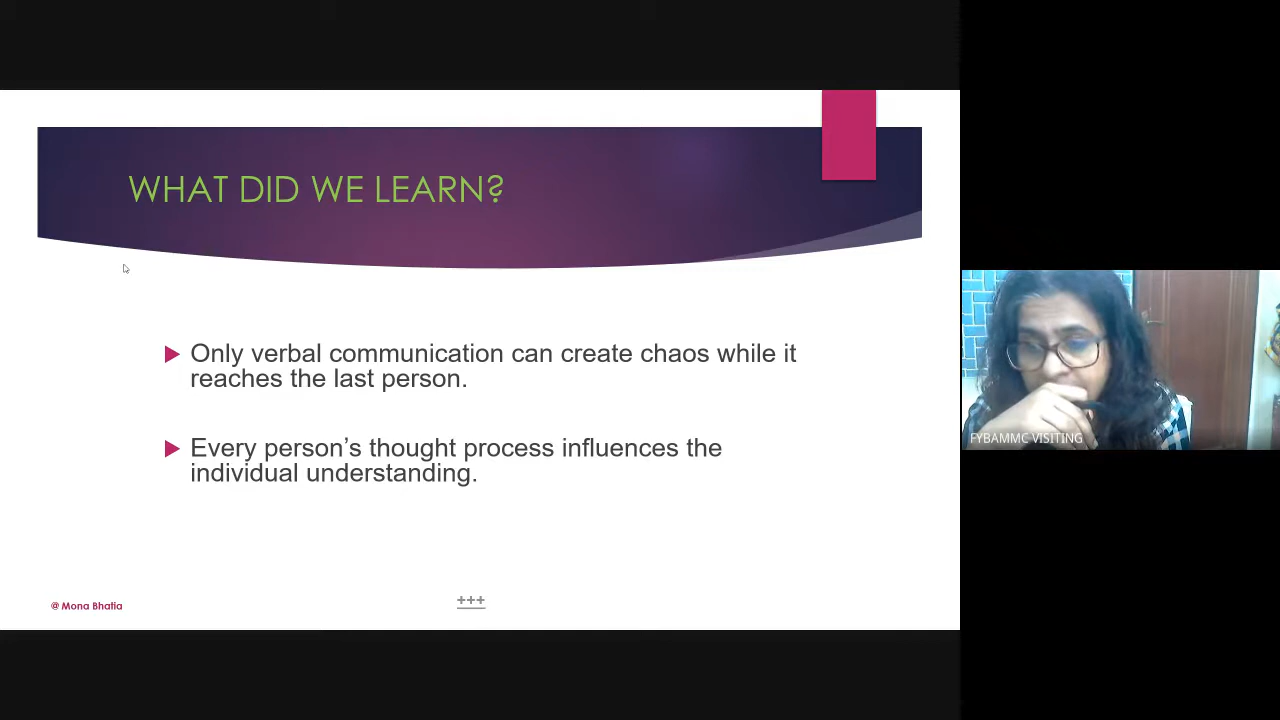 WHAT DID WE LEARN?
Only verbal communication can create chaos while it
reaches the last person.
Every person’s thought process influences the
individual understanding.
@ Mona Bhatia
+++
FYBAMMC VISITING